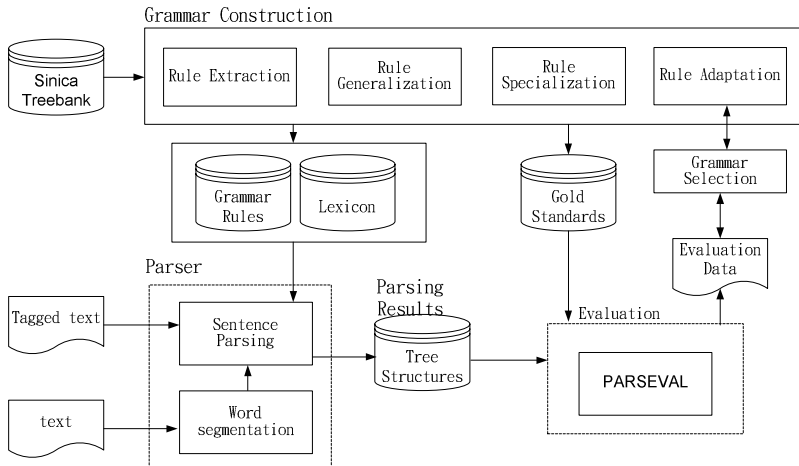 Grammar Construction
Sinica
Treebank
Rule Extraction
Rule
Generalization
Rule
Specialization
Rule Adaptation
Grammar
Rules
Lexicon
Gold
Standards
Grammar
Selection
Evaluation
Data
Parser
Parsing
Results
Tagged text
Sentence
Parsing
Tree
Structures
Evaluation
PARSEVAL
text
Word
segmentation